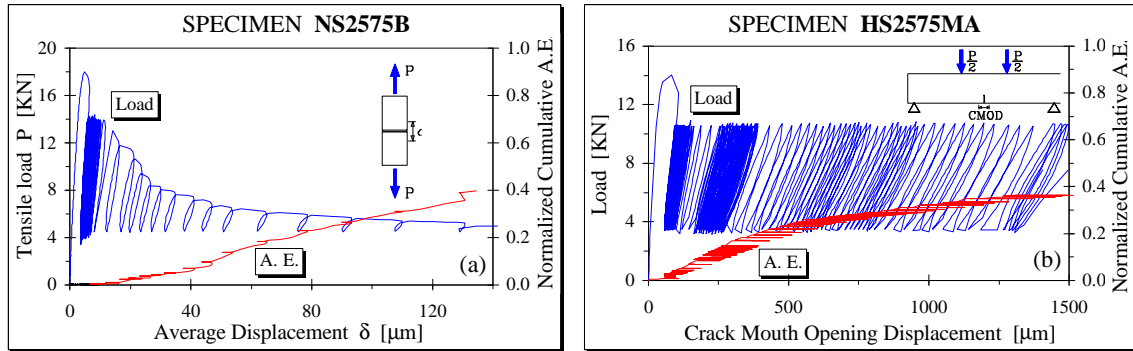 SPECIMEN NS2575B
20
16
12
8
4
0
Tensile load P [KN]
1.0
0.8
0.6
0.4
0.2
0.0
Normalized Cumulative A.E
0
40
80
120
Average Displacement δ [μm]
Load
A. E.
P
P
(a)
SPECIMEN HS2575MA
16
12
8
4
0
Load [KN]
1.0
0.8
0.6
0.4
0.2
0.0
Normalized Cumulative A.E
0
500
1000
1500
Crack Mouth Opening Displacement [μm]
Load
A. E.
P/2
P/2
CMOD
(b)